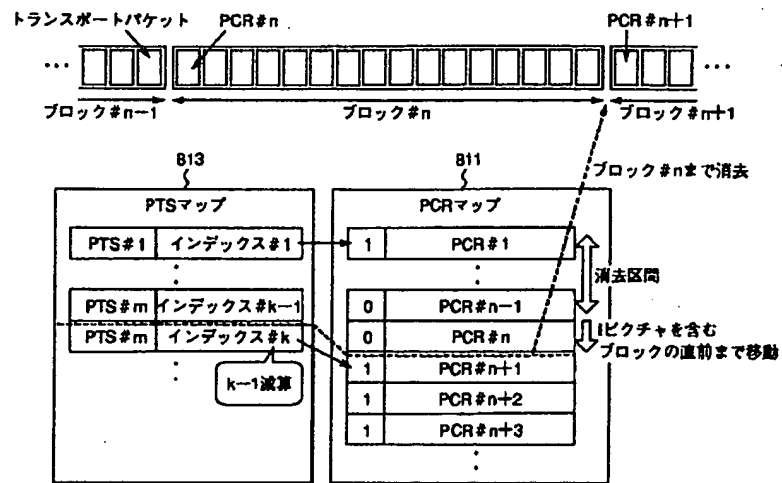 トランスポートパケット
PCR#n
PCR#n+1
・・・
・・・
ブロック#n−1
ブロック#n
ブロック#n+1
813
811
ブロック#nまで消去
PTSマップ
PCRマップ
PTS#1 インデックス#1
1 PCR#1
消去区間
PTS#m インデックス#k−1
0 PCR#n−1
PTS#m インデックス#k
0 PCR#n
Iピクチャを含む
ブロックの直前まで移動
k−1減算
1 PCR#n+1
1 PCR#n+2
1 PCR#n+3